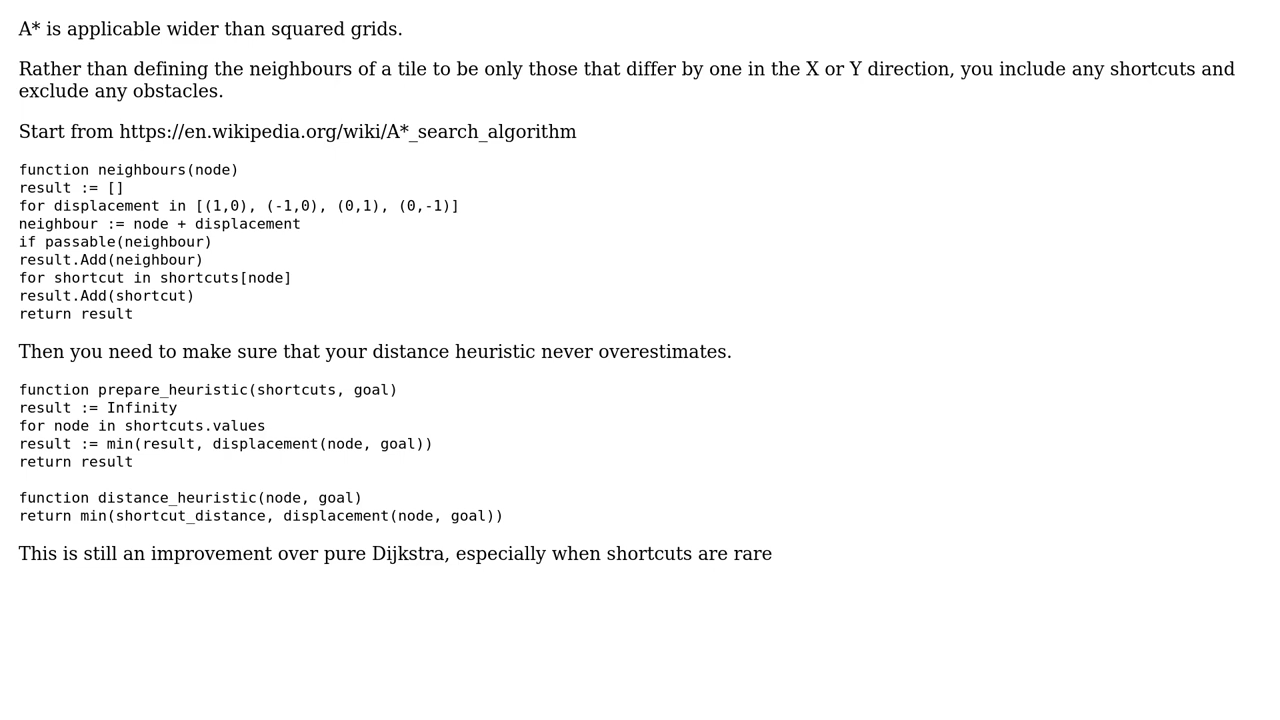 A* is applicable wider than squared grids.
Rather than defining the neighbours of a tile to be only those that differ by one in the X or Y direction, you include any shortcuts and
exclude any obstacles.
Start from https://en.wikipedia.org/wiki/A*_search_algorithm
function neighbours(node)
result := []
for displacement in [(1,0), (-1,0), (0,1), (0,-1)]
neighbour := node + displacement
if passable(neighbour)
result.Add(neighbour)
for shortcut in shortcuts[node]
result.Add(shortcut)
return result
Then you need to make sure that your distance heuristic never overestimates.
function prepare_heuristic(shortcuts, goal)
result := Infinity
for node in shortcuts.values
result := min(result, displacement(node, goal))
return result
function distance_heuristic(node, goal)
return min(shortcut_distance, displacement(node, goal))
This is still an improvement over pure Dijkstra, especially when shortcuts are rare